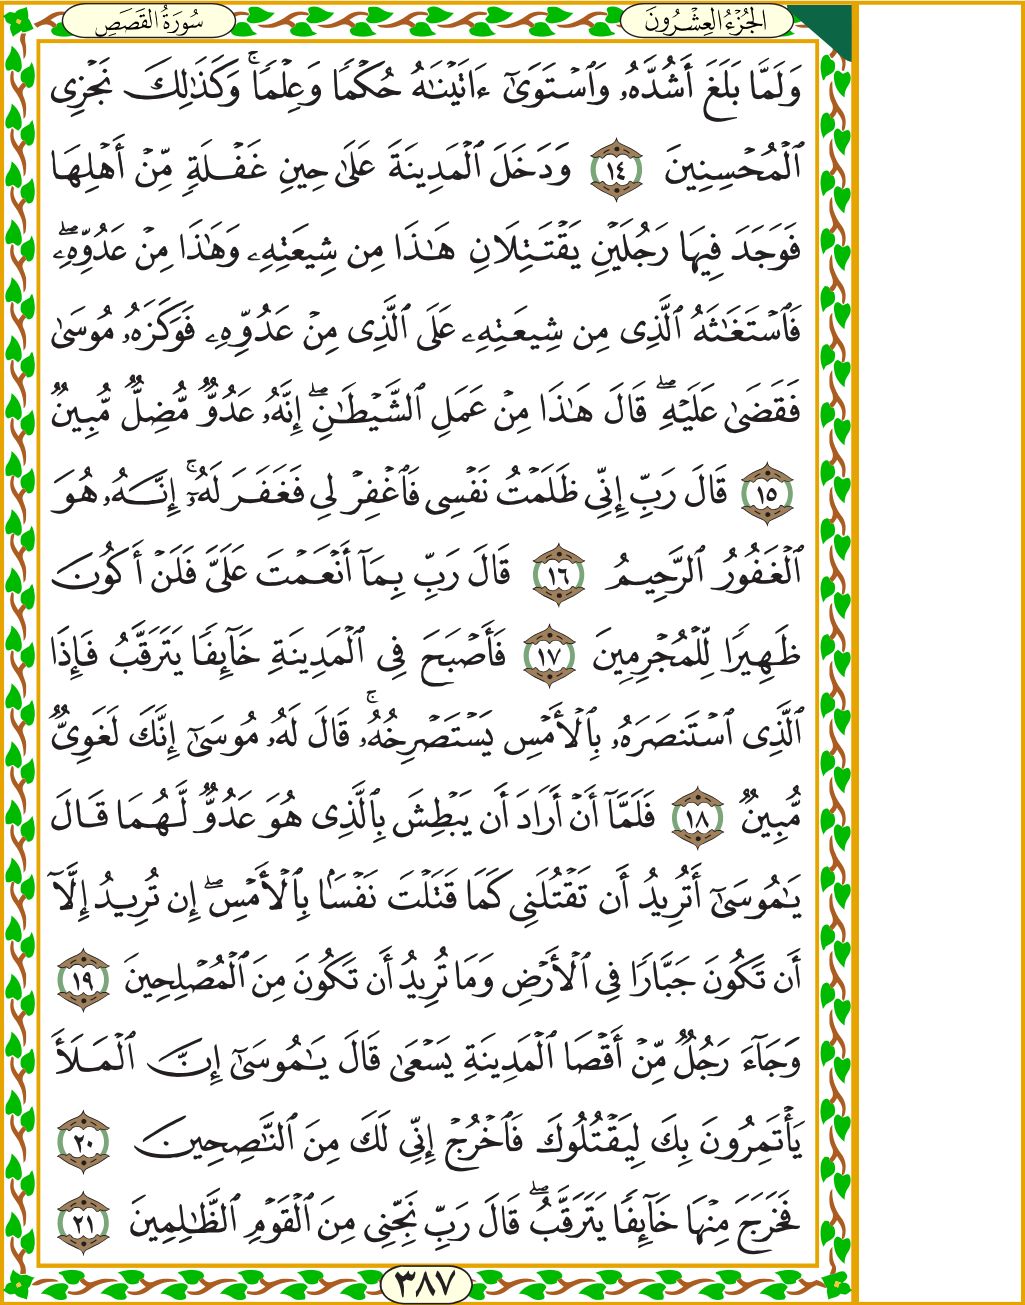 سُورَةُ القَصَصِ الجُزْءُ العِشْرُونَ
وَلَمَّا بَلَغَ أَشُدَّهُۥ وَٱسْتَوَىٰٓ ءَاتَيْنَٰهُ حُكْمًا وَعِلْمًا ۚ وَكَذَٰلِكَ نَجْزِى
ٱلْمُحْسِنِينَ ١٤ وَدَخَلَ ٱلْمَدِينَةَ عَلَىٰ حِينِ غَفْلَةٍ مِّنْ أَهْلِهَا
فَوَجَدَ فِيهَا رَجُلَيْنِ يَقْتَتِلَانِ هَٰذَا مِن شِيعَتِهِۦ وَهَٰذَا مِنْ عَدُوِّهِۦ ۖ
فَٱسْتَغَٰثَهُ ٱلَّذِى مِن شِيعَتِهِۦ عَلَى ٱلَّذِى مِنْ عَدُوِّهِۦ فَوَكَزَهُۥ مُوسَىٰ
فَقَضَىٰ عَلَيْهِ ۖ قَالَ هَٰذَا مِنْ عَمَلِ ٱلشَّيْطَٰنِ ۖ إِنَّهُۥ عَدُوٌّ مُّضِلٌّ مُّبِينٌ
١٥ قَالَ رَبِّ إِنِّى ظَلَمْتُ نَفْسِى فَٱغْفِرْ لِى فَغَفَرَ لَهُۥٓ ۚ إِنَّهُۥ هُوَ
ٱلْغَفُورُ ٱلرَّحِيمُ ١٦ قَالَ رَبِّ بِمَآ أَنْعَمْتَ عَلَىَّ فَلَنْ أَكُونَ
ظَهِيرًا لِّلْمُجْرِمِينَ ١٧ فَأَصْبَحَ فِى ٱلْمَدِينَةِ خَآئِفًا يَتَرَقَّبُ فَإِذَا
ٱلَّذِى ٱسْتَنصَرَهُۥ بِٱلْأَمْسِ يَسْتَصْرِخُهُۥ ۚ قَالَ لَهُۥ مُوسَىٰٓ إِنَّكَ لَغَوِىٌّ
مُّبِينٌ ١٨ فَلَمَّآ أَنْ أَرَادَ أَن يَبْطِشَ بِٱلَّذِى هُوَ عَدُوٌّ لَّهُمَا قَالَ
يَٰمُوسَىٰٓ أَتُرِيدُ أَن تَقْتُلَنِى كَمَا قَتَلْتَ نَفْسًۢا بِٱلْأَمْسِ ۖ إِن تُرِيدُ إِلَّآ
أَن تَكُونَ جَبَّارًا فِى ٱلْأَرْضِ وَمَا تُرِيدُ أَن تَكُونَ مِنَ ٱلْمُصْلِحِينَ ١٩
وَجَآءَ رَجُلٌ مِّنْ أَقْصَا ٱلْمَدِينَةِ يَسْعَىٰ قَالَ يَٰمُوسَىٰٓ إِنَّ ٱلْمَلَأَ
يَأْتَمِرُونَ بِكَ لِيَقْتُلُوكَ فَٱخْرُجْ إِنِّى لَكَ مِنَ ٱلنَّٰصِحِينَ ٢٠
فَخَرَجَ مِنْهَا خَآئِفًا يَتَرَقَّبُ ۖ قَالَ رَبِّ نَجِّنِى مِنَ ٱلْقَوْمِ ٱلظَّٰلِمِينَ ٢١
٣٨٧